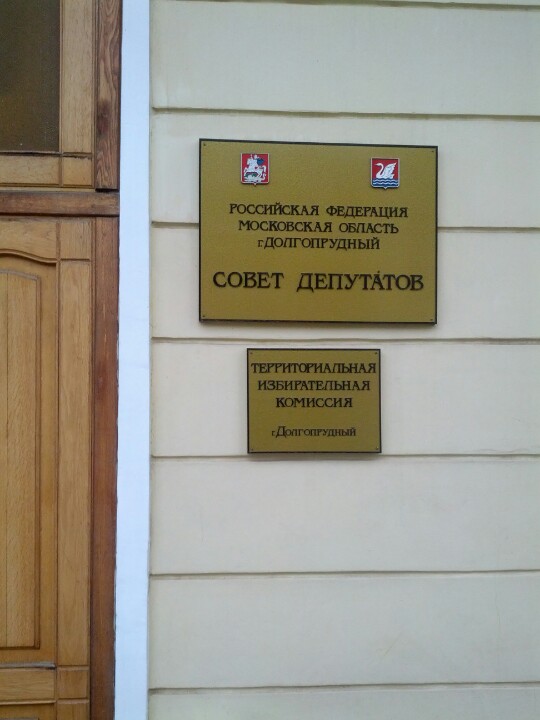 РОССИЙСКАЯ ФЕДЕРАЦИЯ
МОСКОВСКАЯ ОБЛАСТЬ
г.ДОЛГОПРУДНЫЙ
СОВЕТ ДЕПУТА́ТОВ
ТЕРРИТОРИАЛЬНАЯ
ИЗБИРАТЕЛЬНАЯ
КОМИССИЯ
г.ДОЛГОПРУДНЫЙ